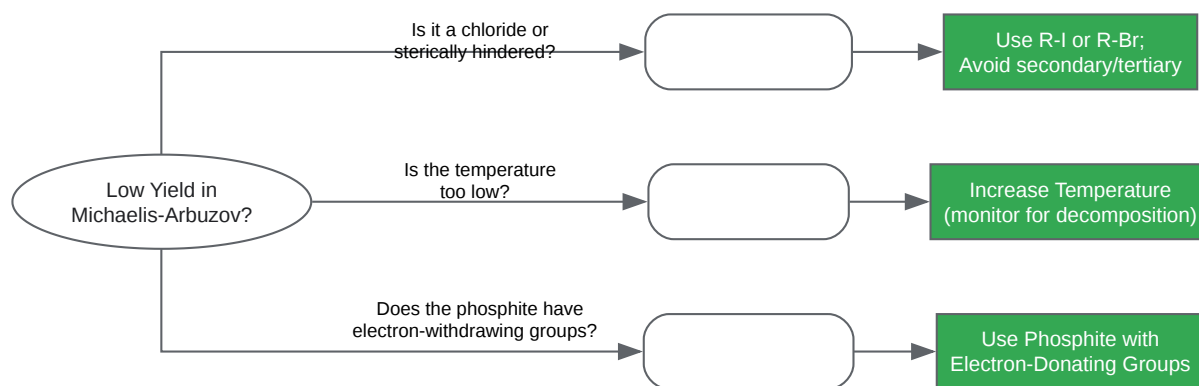 Is it a chloride or
sterically hindered?
Use R-I or R-Br;
Avoid secondary/tertiary
Low Yield in
Michaelis-Arbuzov?
Is the temperature
too low?
Increase Temperature
(monitor for decomposition)
Does the phosphite have
electron-withdrawing groups?
Use Phosphite with
Electron-Donating Groups